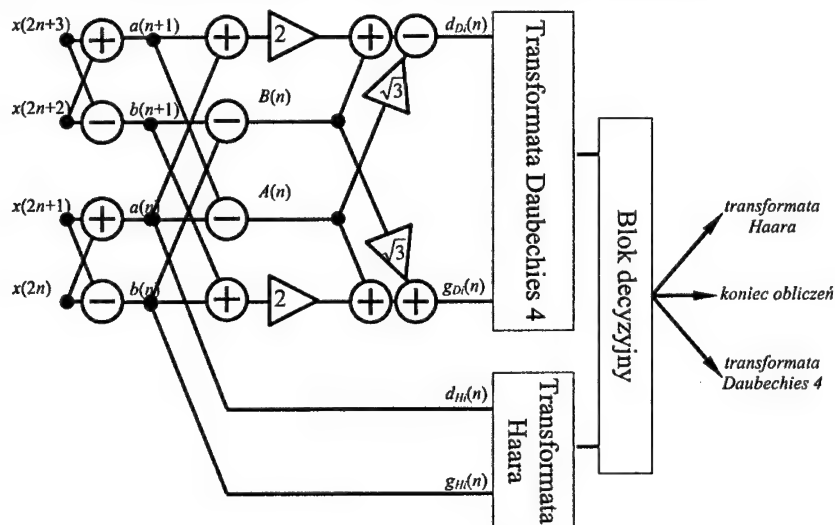 x(2n+3)
a(n+1)
2
d_Di(n)
x(2n+2)
b(n+1)
B(n)
√3
x(2n+1)
a(n)
A(n)
√3
x(2n)
b(n)
2
g_Di(n)
Transformata Daubechies 4
d_Hi(n)
g_Hi(n)
Transformata
Haara
Blok decyzyjny
transformata
Haara
koniec obliczeń
transformata
Daubechies 4